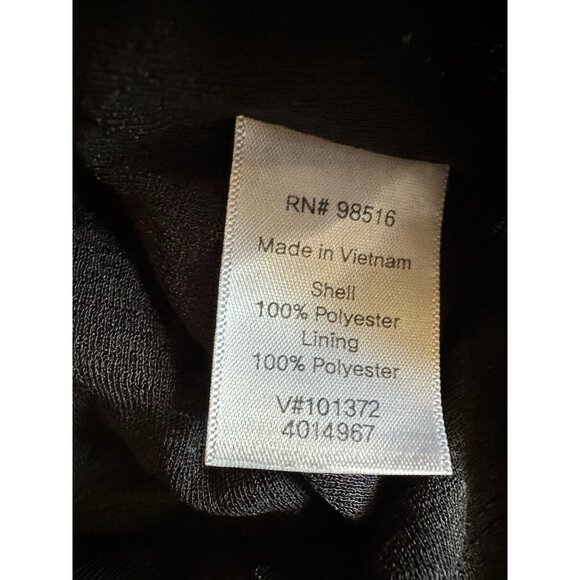 RN# 98516
Made in Vietnam
Shell
100% Polyester
Lining
100% Polyester
V#101372
4014967